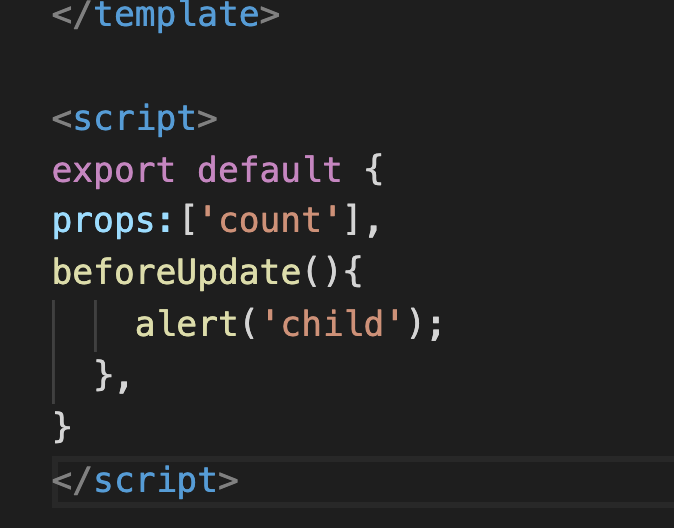 </template>
<script>
export default {
props:['count'],
beforeUpdate(){
alert('child');
},
}
</script>